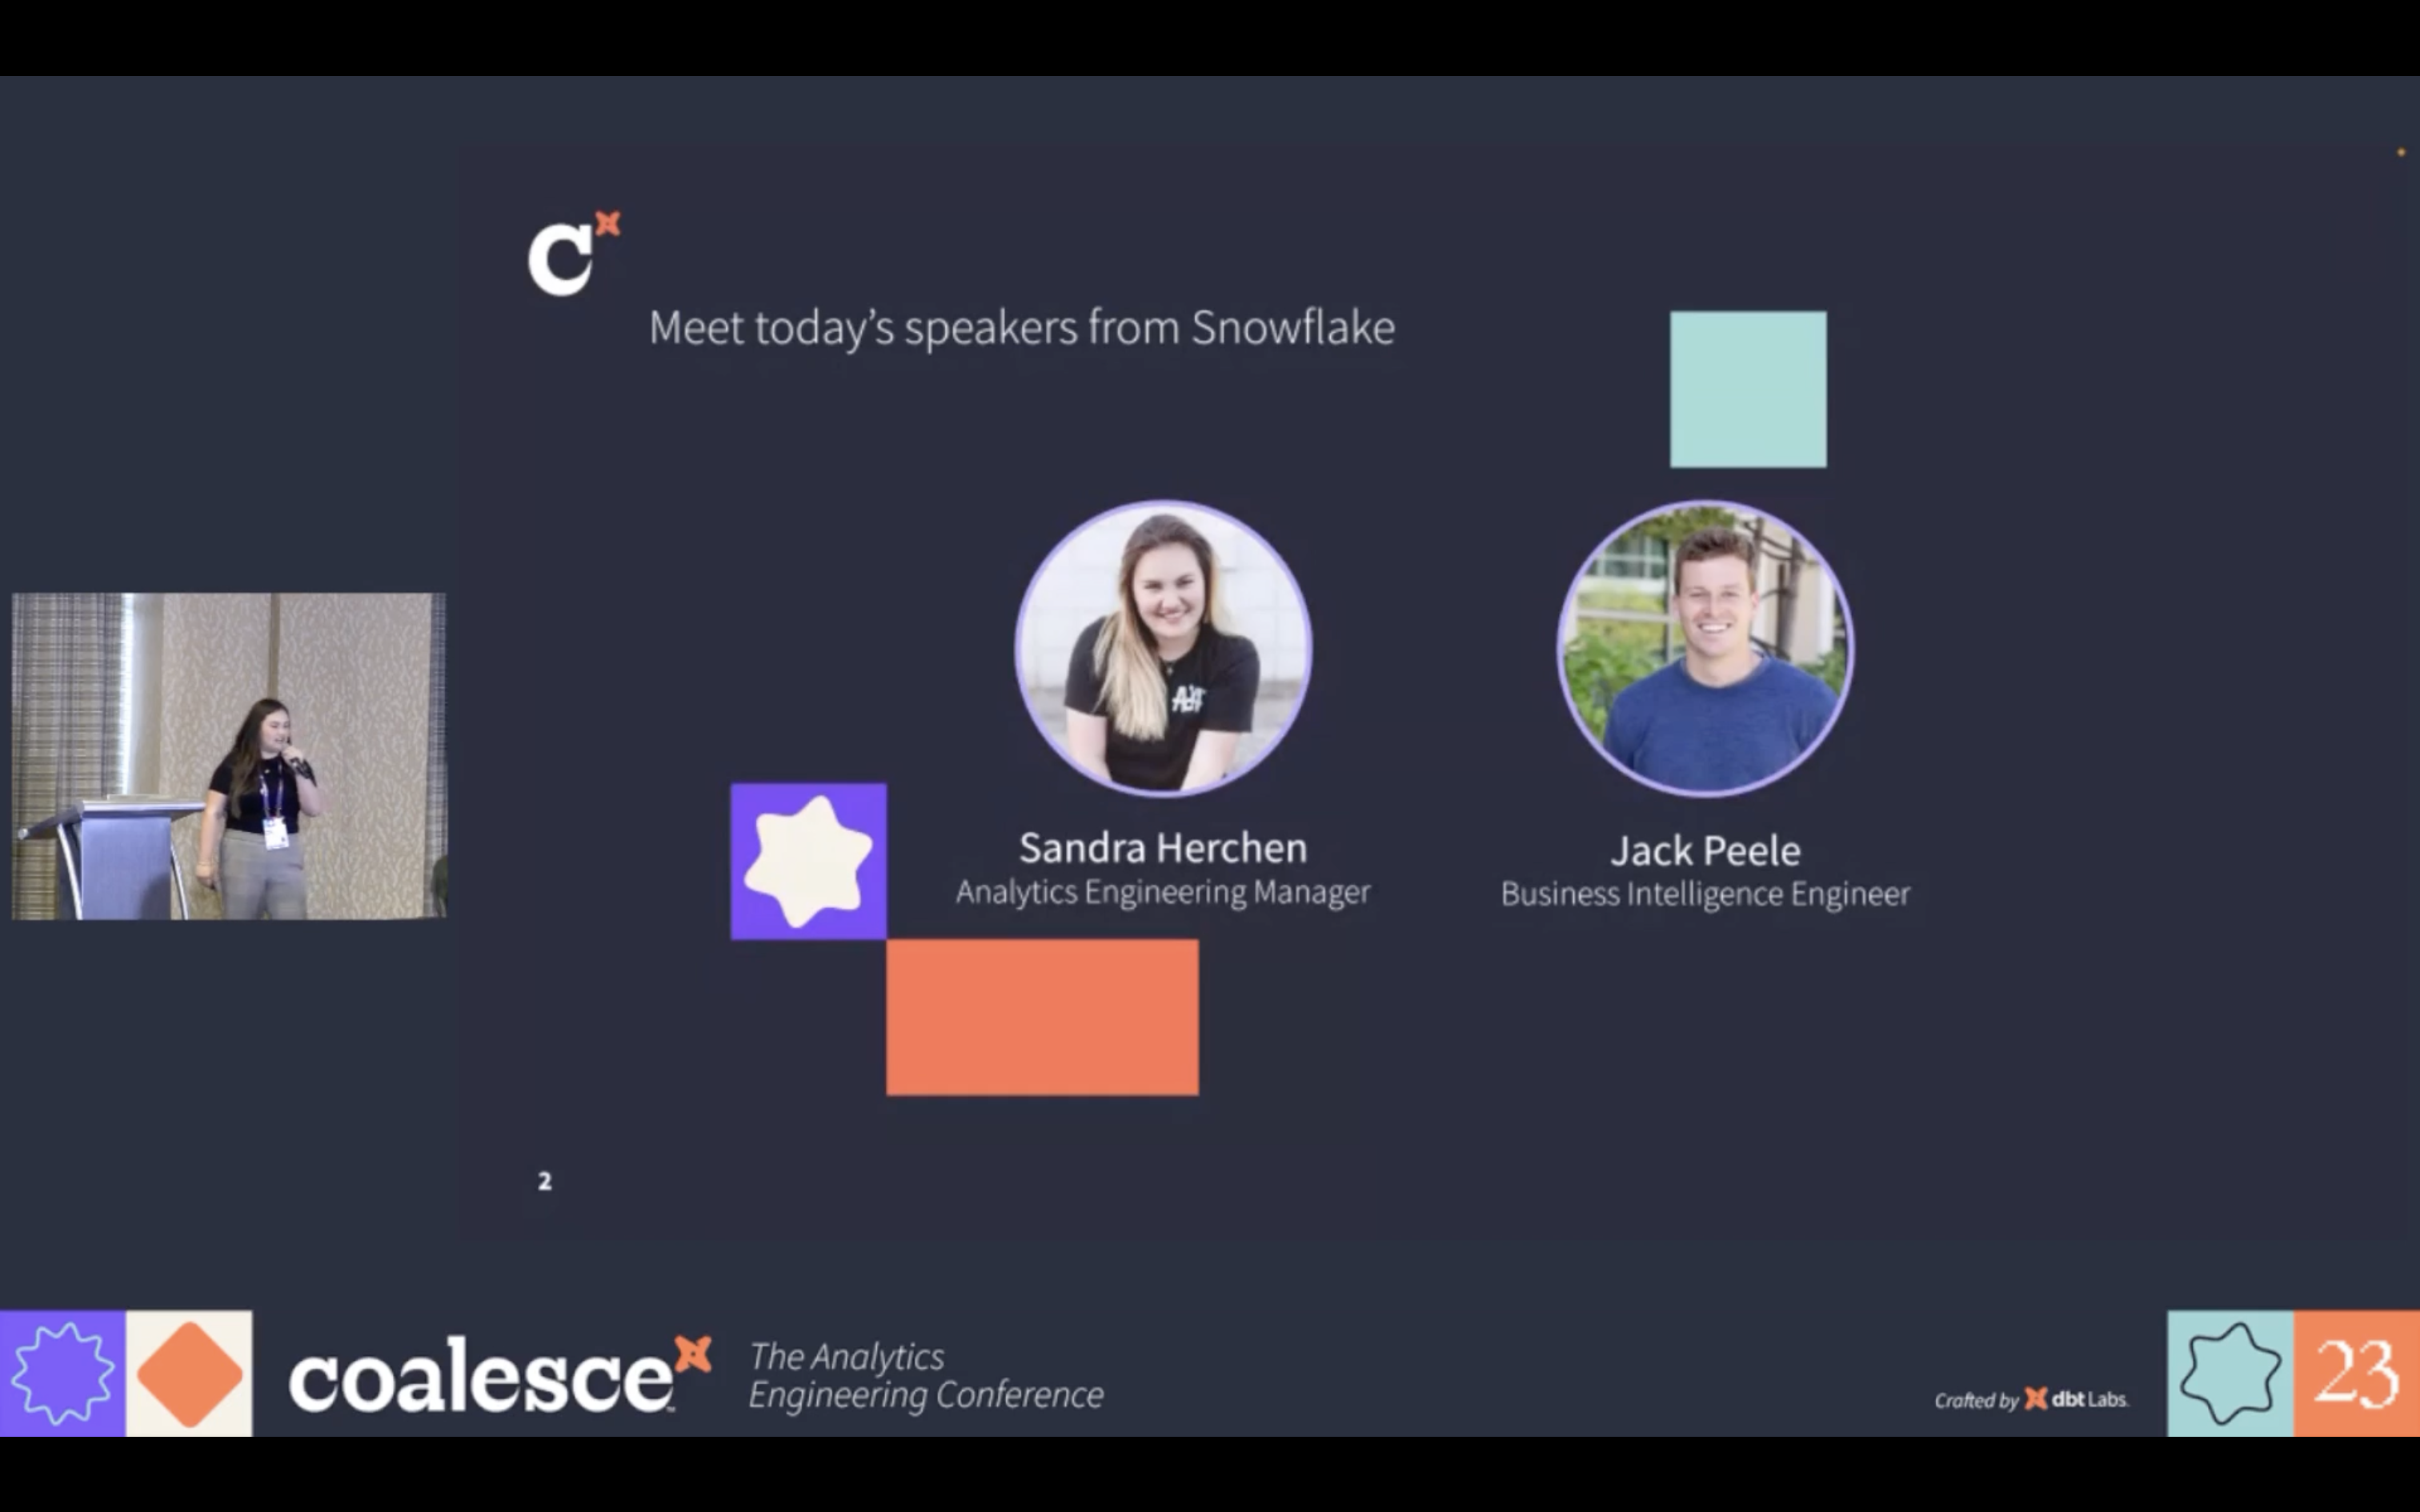 C
Meet today's speakers from Snowflake
Sandra Herchen
Analytics Engineering Manager
Jack Peele
Business Intelligence Engineer
2
coalesce
The Analytics
Engineering Conference
Crafted by dbt Labs.
23